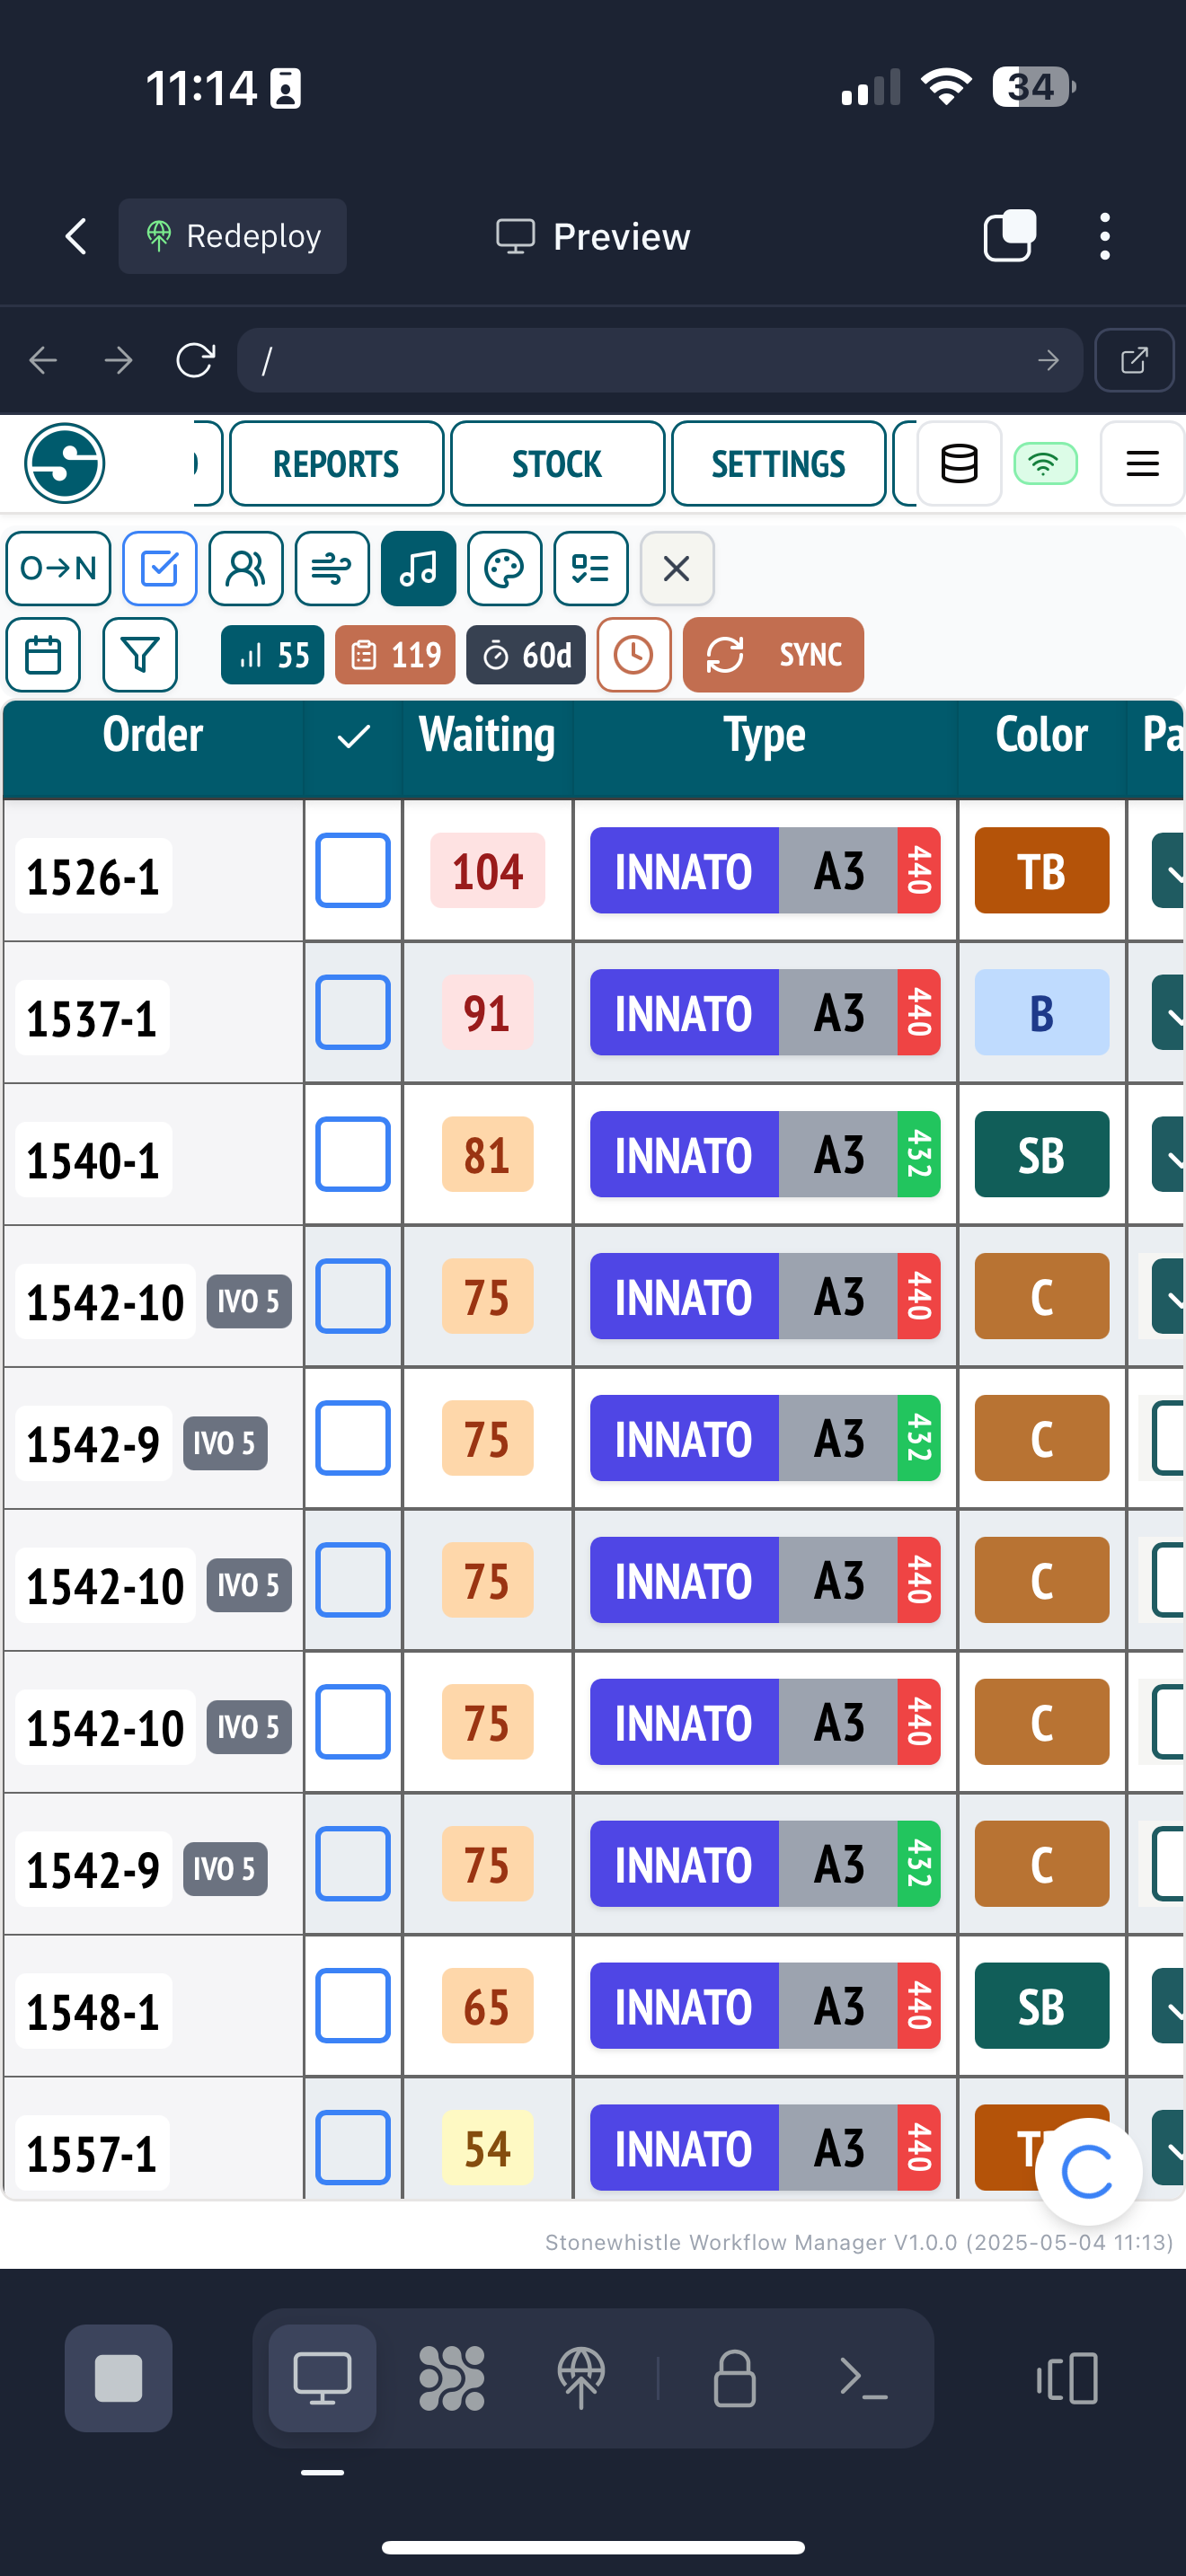 11:14
34
Redeploy
Preview
/
REPORTS
STOCK
SETTINGS
O→N
55
119
60d
SYNC
Order
Waiting
Type
Color
Pa
1526-1
104
INNATO
A3
440
TB
1537-1
91
INNATO
A3
440
B
1540-1
81
INNATO
A3
432
SB
1542-10
IVO 5
75
INNATO
A3
440
C
1542-9
IVO 5
75
INNATO
A3
432
C
1542-10
IVO 5
75
INNATO
A3
440
C
1542-10
IVO 5
75
INNATO
A3
440
C
1542-9
IVO 5
75
INNATO
A3
432
C
1548-1
65
INNATO
A3
440
SB
1557-1
54
INNATO
A3
440
Stonewhistle Workflow Manager V1.0.0 (2025-05-04 11:13)